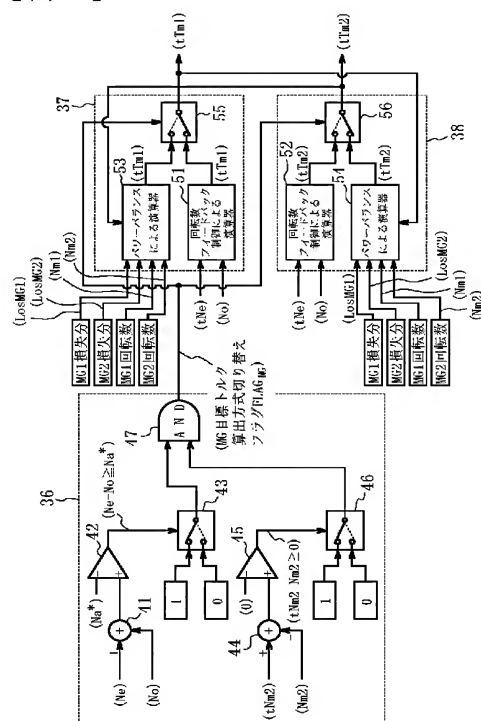 37
(tTm1)
(tTm2)
55
56
38
53
(tTm1)
51
(tTm1)
52
(tTm2)
54
(tTm2)
パワーバランス
による演算器
回転数
フィードバック
制御による
演算器
回転数
フィードバック
制御による
演算器
パワーバランス
による演算器
(LosMG1)
(LosMG2)
(Nm1)
(Nm2)
(tNe)
(No)
(tNe)
(No)
(LosMG1)
(LosMG2)
(Nm1)
(Nm2)
MG1損失分
MG2損失分
MG1回転数
MG2回転数
MG1損失分
MG2損失分
MG1回転数
MG2回転数
36
47
AND
(MG目標トルク
算出方式切り替え
フラグFLAG_MG)
42
(Ne-No≧Na*)
43
(Na*)
41
(Ne)
(No)
−
+
−
+
1
0
45
(tNm2 Nm2≧0)
46
(0)
44
(tNm2)
(Nm2)
+
−
−
+
1
0